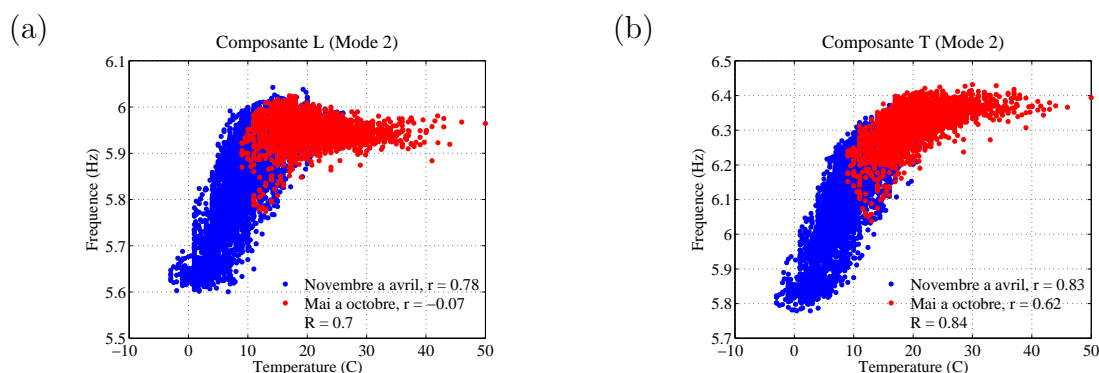 (a)
Composante L (Mode 2)
6.1
6
5.9
5.8
5.7
5.6
5.5
Frequence (Hz)
Novembre a avril, r = 0.78
Mai a octobre, r = −0.07
R = 0.7
−10 0 10 20 30 40 50
Temperature (C)
(b)
Composante T (Mode 2)
6.5
6.4
6.3
6.2
6.1
6
5.9
5.8
5.7
Frequence (Hz)
Novembre a avril, r = 0.83
Mai a octobre, r = 0.62
R = 0.84
−10 0 10 20 30 40 50
Temperature (C)